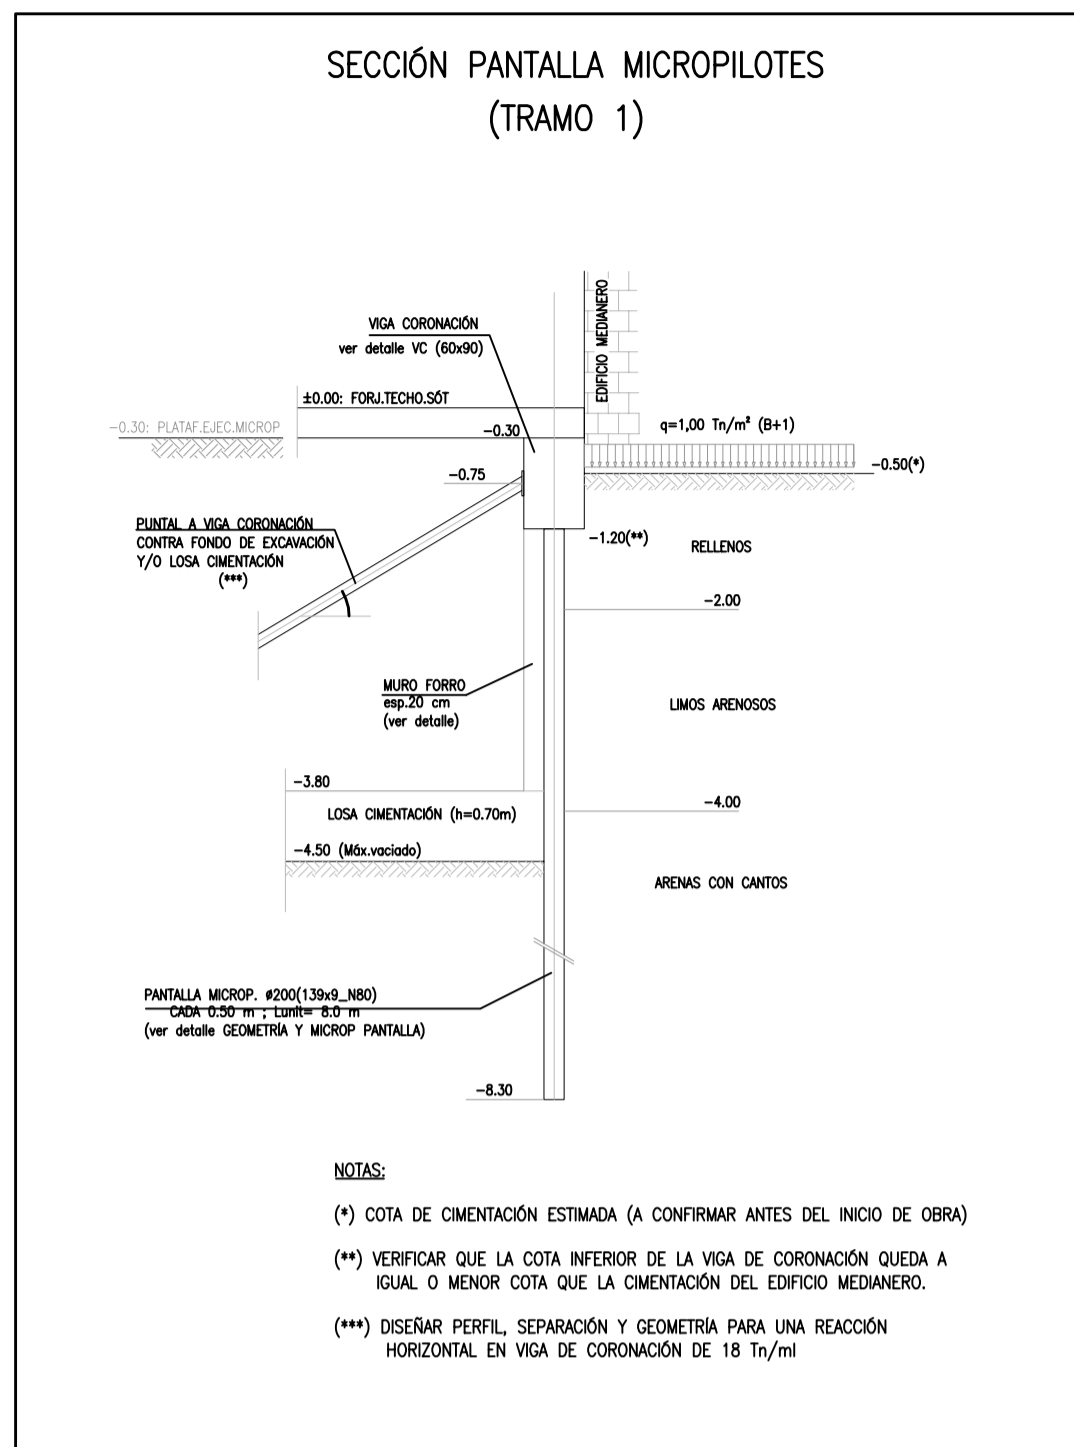 SECCIÓN PANTALLA MICROPILOTES
(TRAMO 1)
EDIFICIO MEDIANERO
VIGA CORONACIÓN
ver detalle VC (60x90)
±0.00: FORJ.TECHO.SÓT
-0.30: PLATAF.EJEC.MICROP
-0.30
q=1,00 Tn/m² (B+1)
-0.50(*)
-0.75
PUNTAL A VIGA CORONACIÓN
CONTRA FONDO DE EXCAVACIÓN
Y/O LOSA CIMENTACIÓN
(***)
-1.20(**)
RELLENOS
-2.00
MURO FORRO
esp.20 cm
(ver detalle)
LIMOS ARENOSOS
-3.80
LOSA CIMENTACIÓN (h=0.70m)
-4.00
-4.50 (Máx.vaciado)
ARENAS CON CANTOS
PANTALLA MICROP. ø200(139x9_N80)
CADA 0.50 m ; Lunit= 8.0 m
(ver detalle GEOMETRÍA Y MICROP PANTALLA)
-8.30
NOTAS:
(*) COTA DE CIMENTACIÓN ESTIMADA (A CONFIRMAR ANTES DEL INICIO DE OBRA)
(**) VERIFICAR QUE LA COTA INFERIOR DE LA VIGA DE CORONACIÓN QUEDA A
IGUAL O MENOR COTA QUE LA CIMENTACIÓN DEL EDIFICIO MEDIANERO.
(***) DISEÑAR PERFIL, SEPARACIÓN Y GEOMETRÍA PARA UNA REACCIÓN
HORIZONTAL EN VIGA DE CORONACIÓN DE 18 Tn/ml